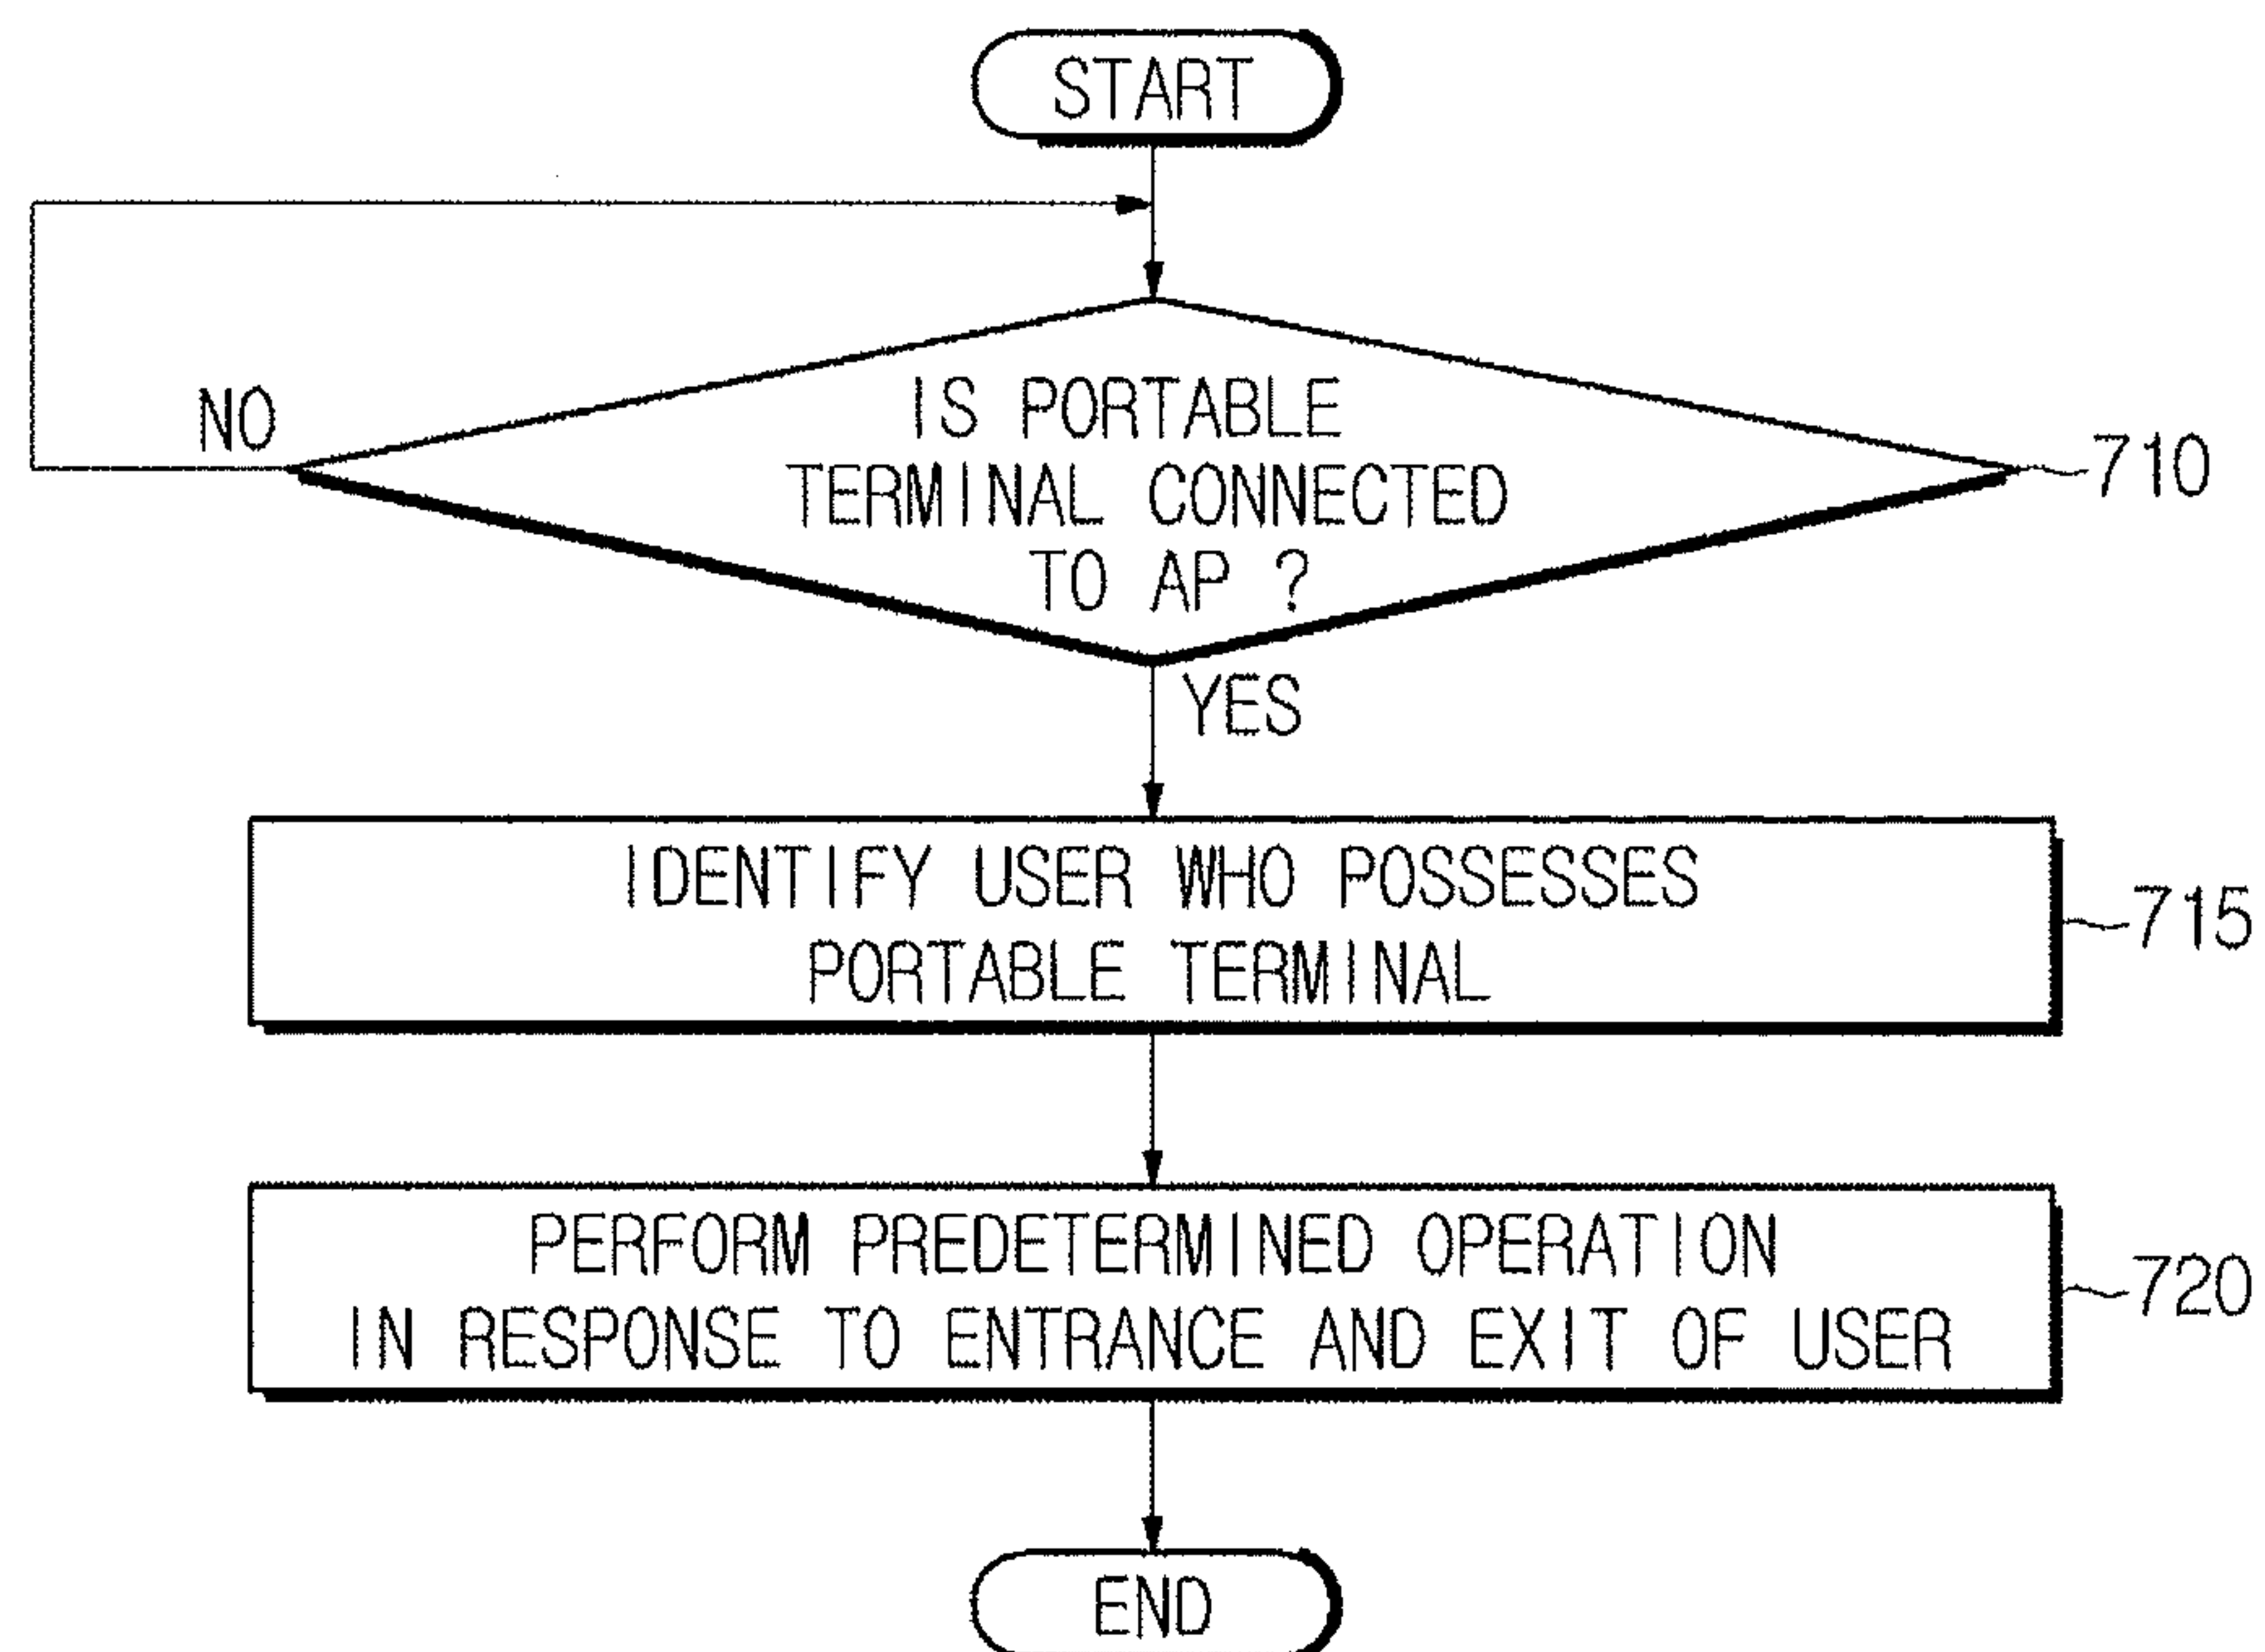 START
NO
IS PORTABLE
TERMINAL CONNECTED
TO AP ?
710
YES
IDENTIFY USER WHO POSSESSES
PORTABLE TERMINAL
715
PERFORM PREDETERMINED OPERATION
IN RESPONSE TO ENTRANCE AND EXIT OF USER
720
END